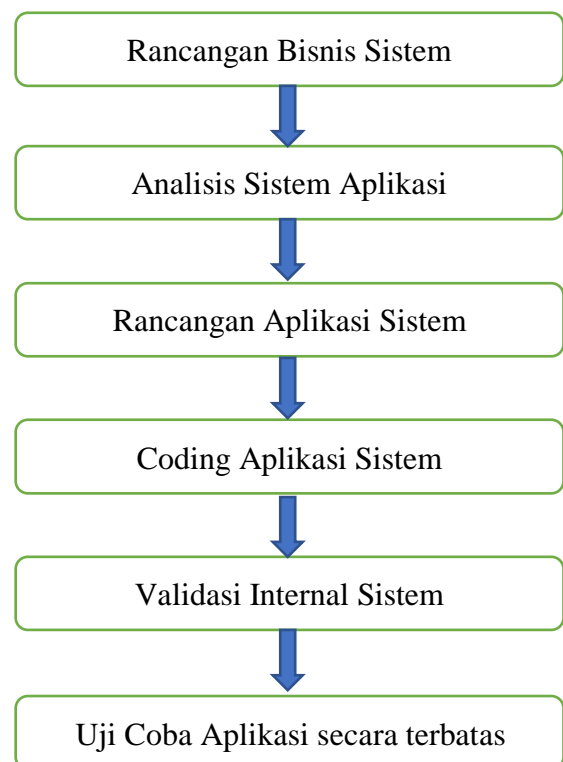 Rancangan Bisnis Sistem
Analisis Sistem Aplikasi
Rancangan Aplikasi Sistem
Coding Aplikasi Sistem
Validasi Internal Sistem
Uji Coba Aplikasi secara terbatas